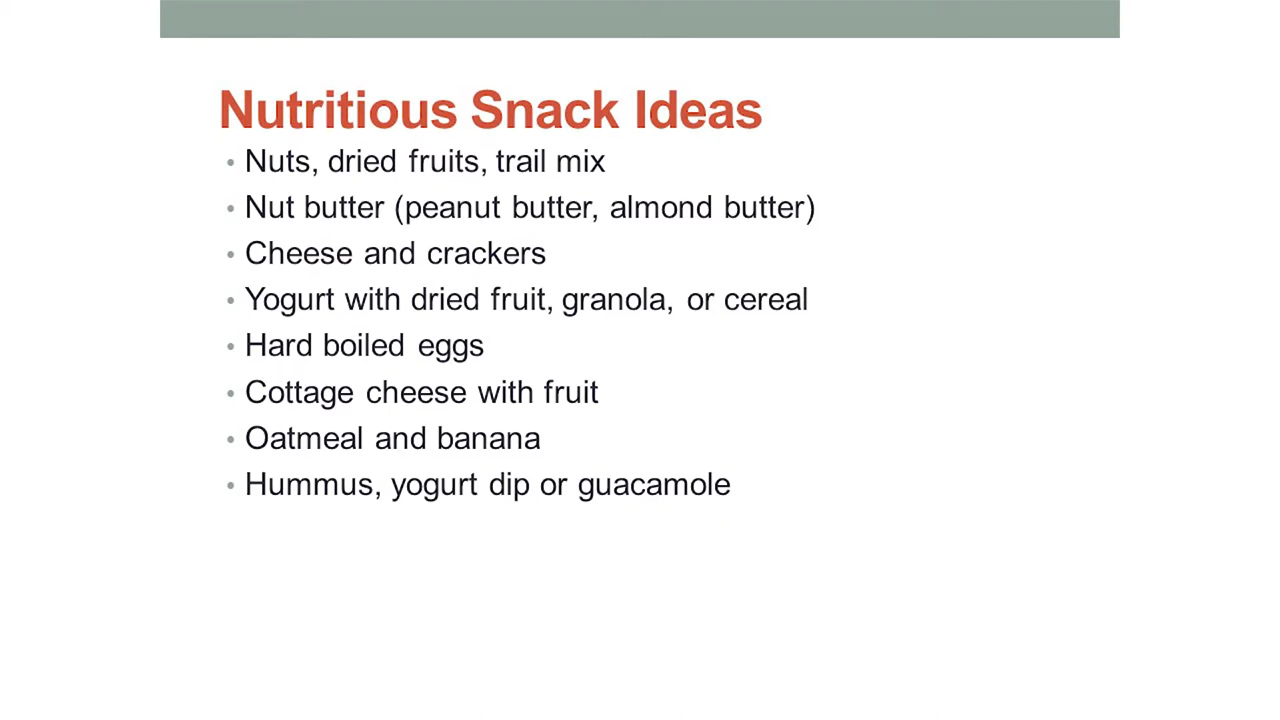 Nutritious Snack Ideas
• Nuts, dried fruits, trail mix
• Nut butter (peanut butter, almond butter)
• Cheese and crackers
• Yogurt with dried fruit, granola, or cereal
• Hard boiled eggs
• Cottage cheese with fruit
• Oatmeal and banana
• Hummus, yogurt dip or guacamole